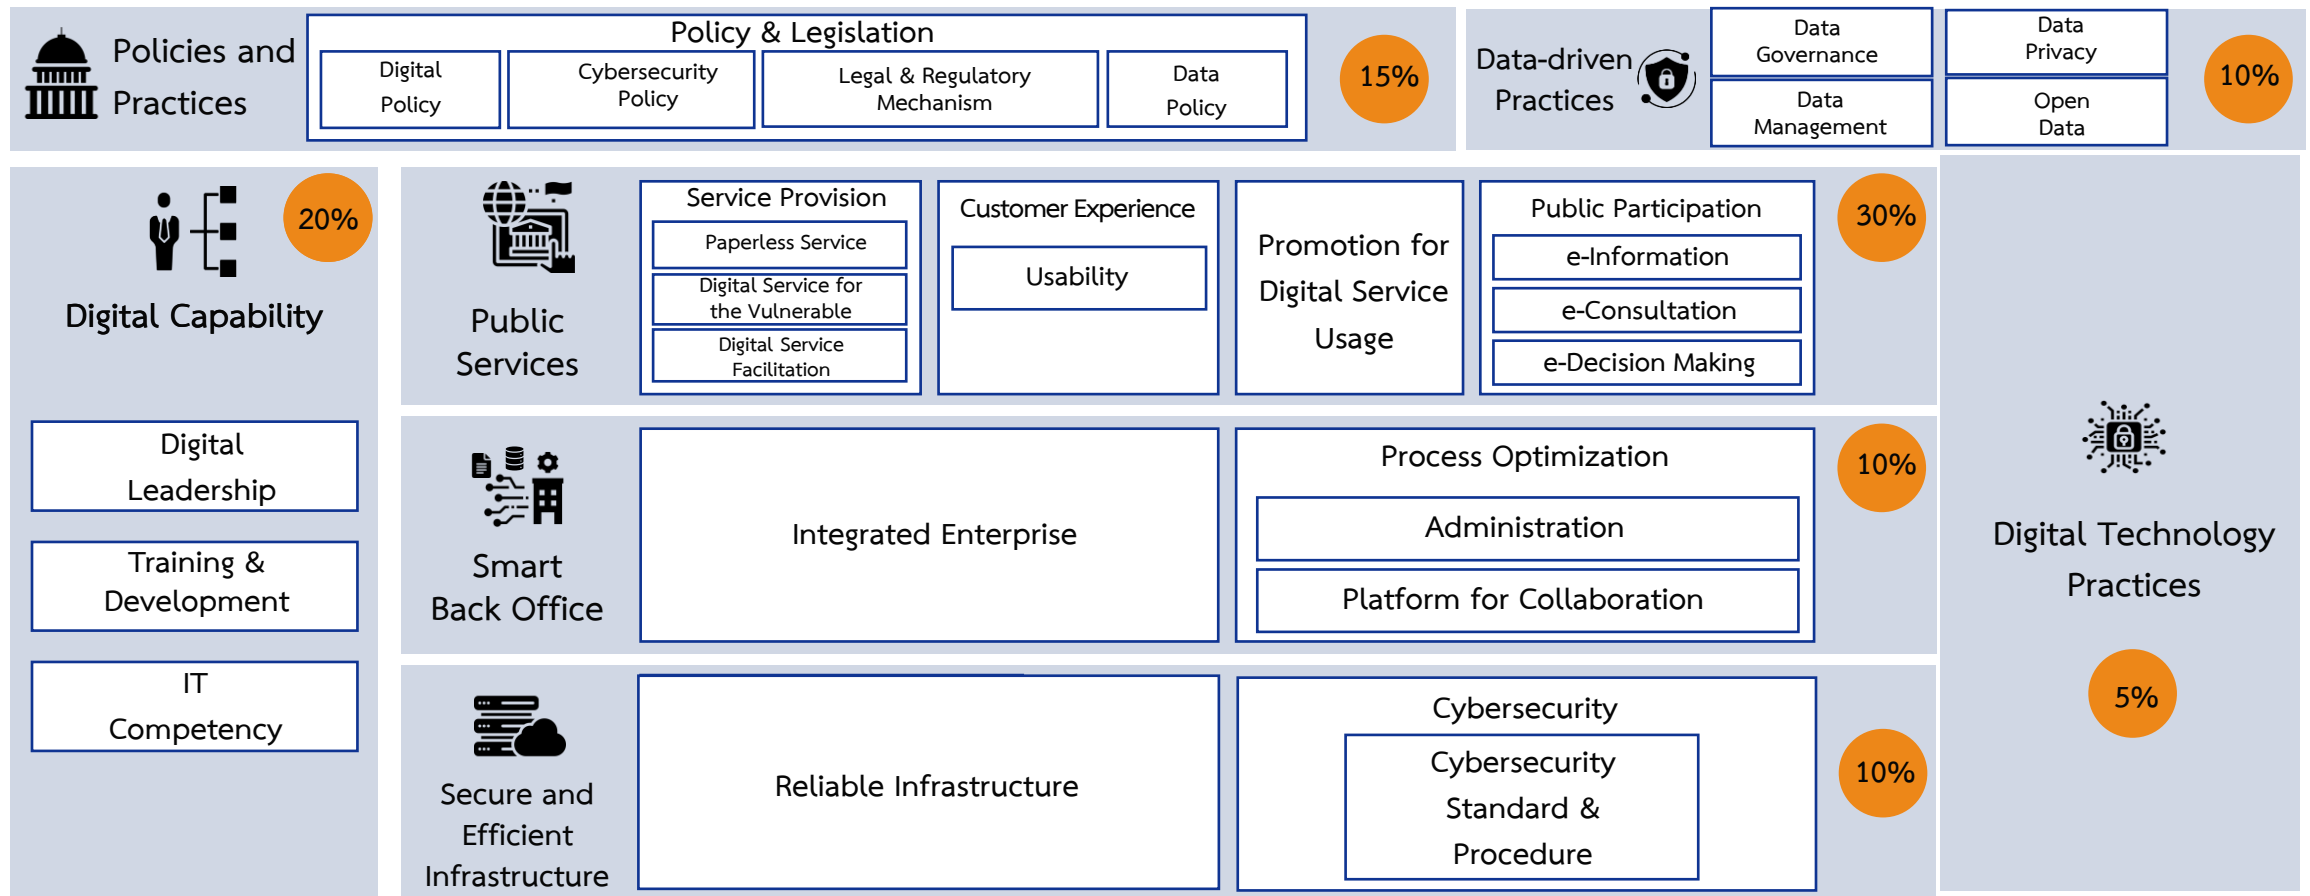 Policies and
Practices
Policy & Legislation
Digital
Policy
Cybersecurity
Policy
Legal & Regulatory
Mechanism
Data
Policy
15%
Data-driven
Practices
Data
Governance
Data
Privacy
Data
Management
Open
Data
10%
20%
Digital Capability
Digital
Leadership
Training &
Development
IT
Competency
Public
Services
Service Provision
Paperless Service
Digital Service for
the Vulnerable
Digital Service
Facilitation
Customer Experience
Usability
Promotion for
Digital Service
Usage
Public Participation
e-Information
e-Consultation
e-Decision Making
30%
Smart
Back Office
Integrated Enterprise
Process Optimization
Administration
Platform for Collaboration
10%
Secure and
Efficient
Infrastructure
Reliable Infrastructure
Cybersecurity
Cybersecurity
Standard &
Procedure
10%
Digital Technology
Practices
5%